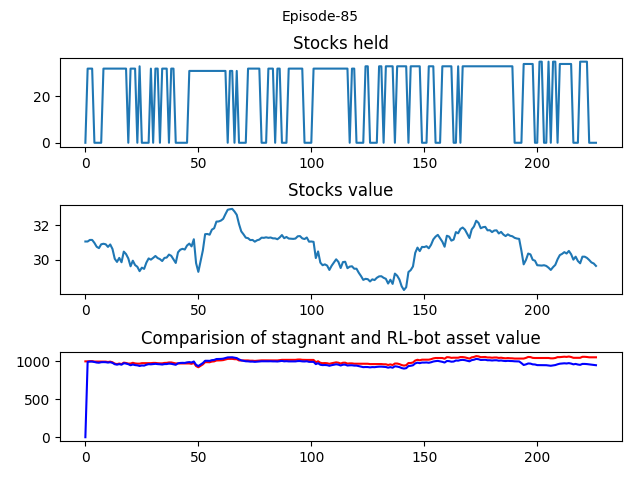 Episode-85
Stocks held
20
0
0 50 100 150 200
Stocks value
32
30
0 50 100 150 200
Comparision of stagnant and RL-bot asset value
1000
500
0
0 50 100 150 200